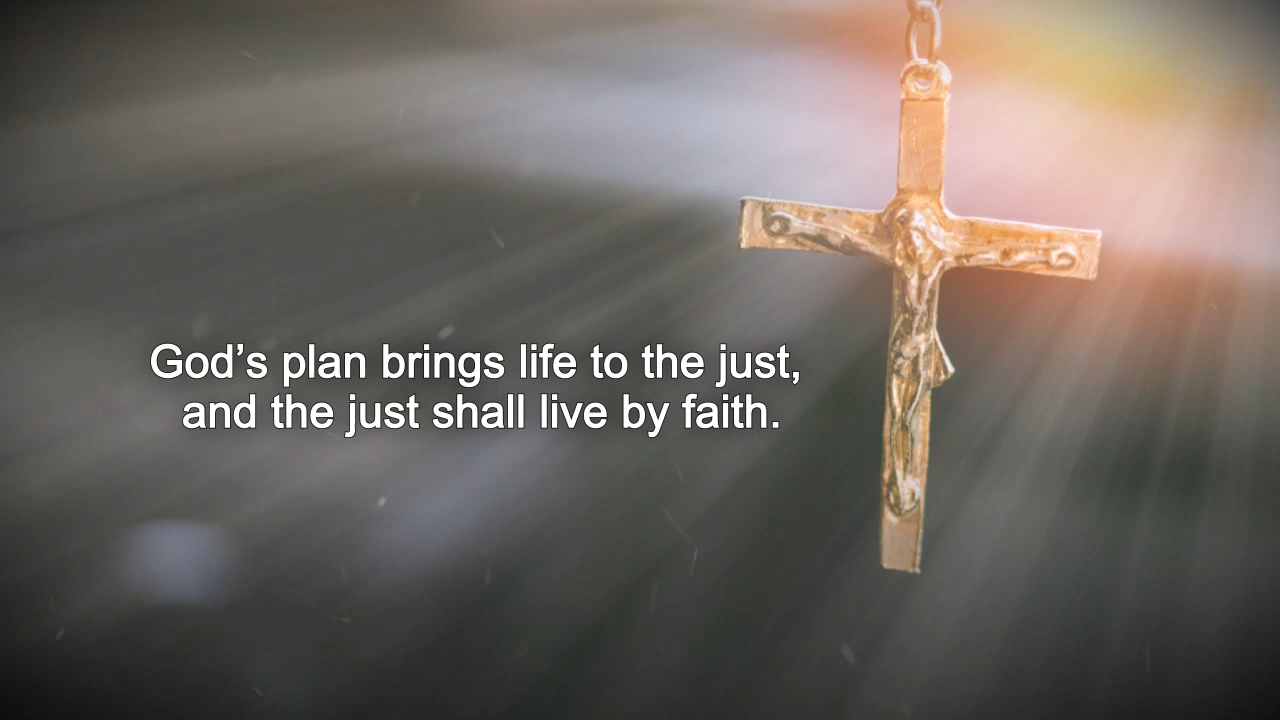 God’s plan brings life to the just,
and the just shall live by faith.